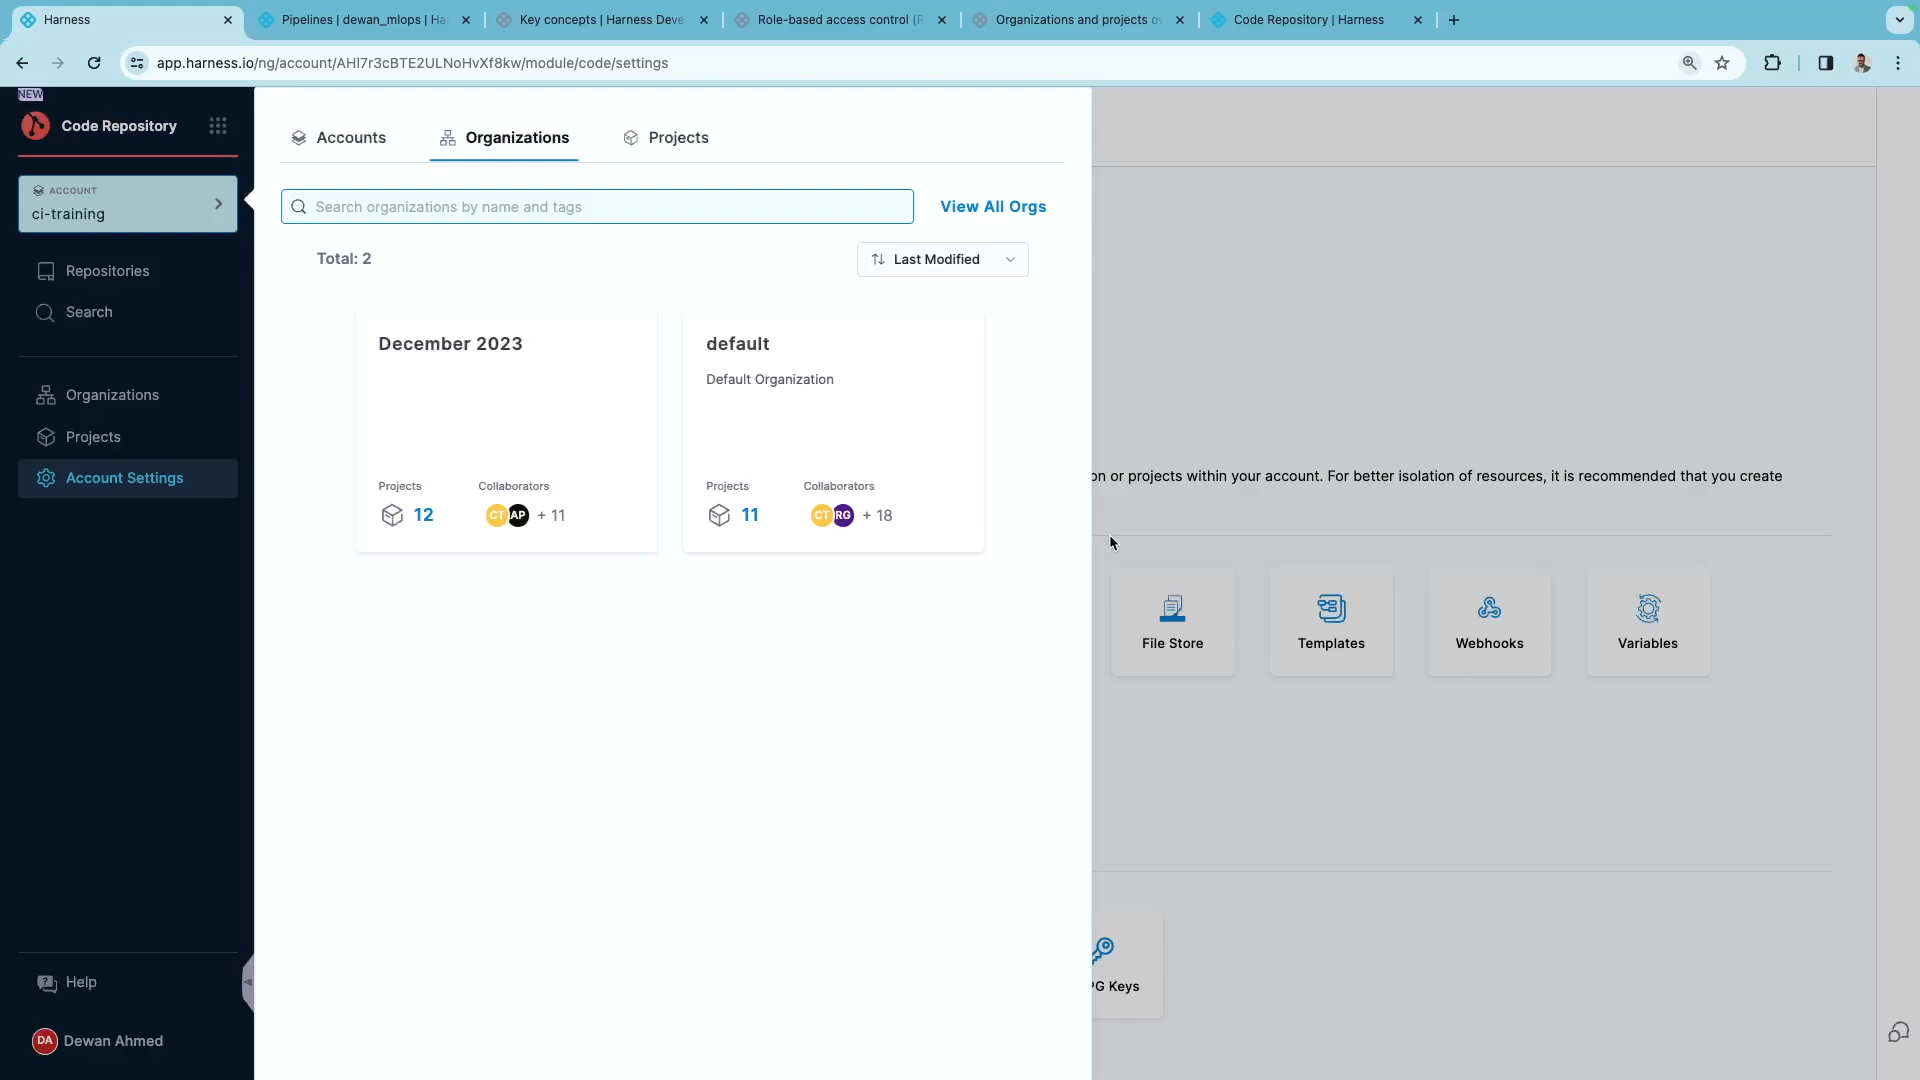 Harness
Pipelines | dewan_mlops | Ha
Key concepts | Harness Deve
Role-based access control (R
Organizations and projects o
Code Repository | Harness
app.harness.io/ng/account/AHI7r3cBTE2ULNoHvXf8kw/module/code/settings
NEW
Code Repository
ACCOUNT
ci-training
Repositories
Search
Organizations
Projects
Account Settings
Help
DA
Dewan Ahmed
Accounts
Organizations
Projects
Search organizations by name and tags
View All Orgs
Total: 2
Last Modified
December 2023
Projects
Collaborators
12
CT
AP
+ 11
default
Default Organization
Projects
Collaborators
11
CT
RG
+ 18
on or projects within your account. For better isolation of resources, it is recommended that you create
File Store
Templates
Webhooks
Variables
PG Keys